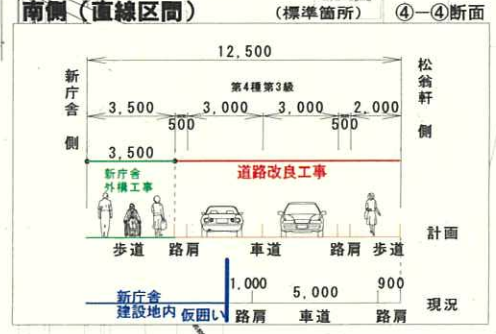 南側(直線区間)
(標準箇所) ④ー④断面
12,500
新庁舎側
松翁軒側
第4種第3級
3,500 500 3,000 3,000 500 2,000
3,500
新庁舎
外構工事
道路改良工事
計画
歩道 路肩 車道 路肩 歩道
1,000 5,000 900
新庁舎
建設地内 仮囲い 路肩 車道 路肩
現況